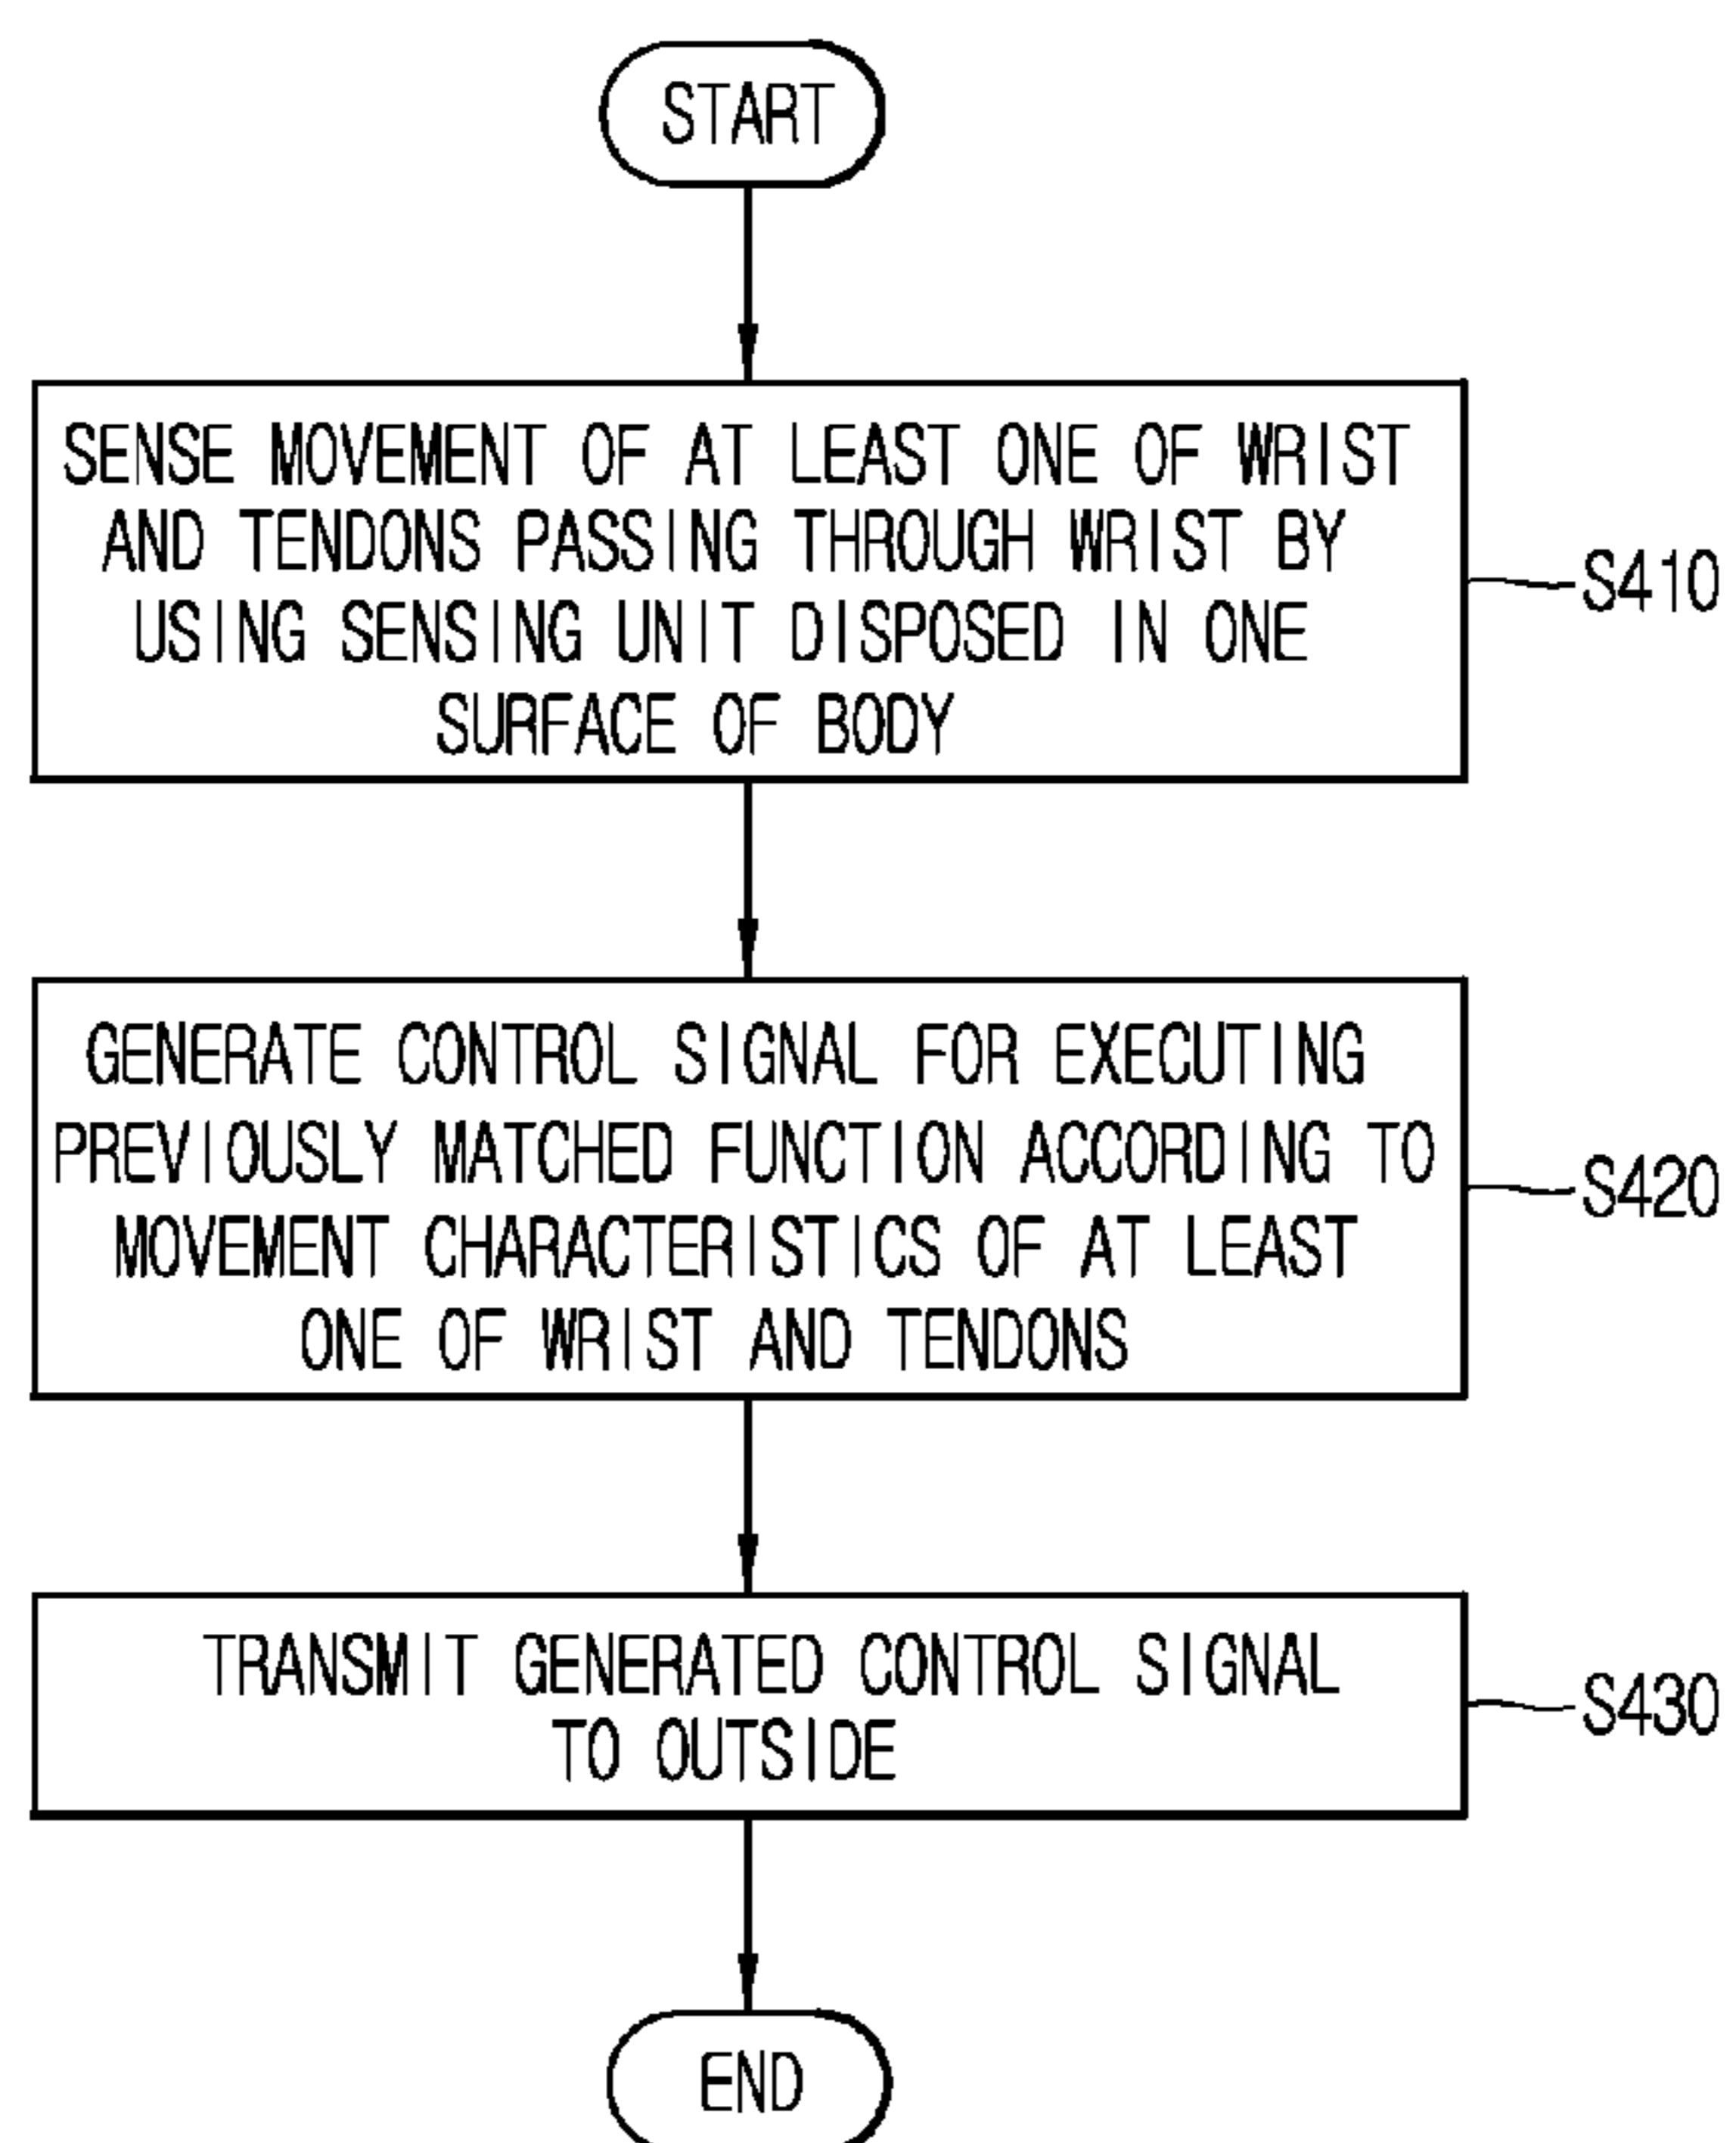 START
SENSE MOVEMENT OF AT LEAST ONE OF WRIST
AND TENDONS PASSING THROUGH WRIST BY
USING SENSING UNIT DISPOSED IN ONE
SURFACE OF BODY
S410
GENERATE CONTROL SIGNAL FOR EXECUTING
PREVIOUSLY MATCHED FUNCTION ACCORDING TO
MOVEMENT CHARACTERISTICS OF AT LEAST
ONE OF WRIST AND TENDONS
S420
TRANSMIT GENERATED CONTROL SIGNAL
TO OUTSIDE
S430
END